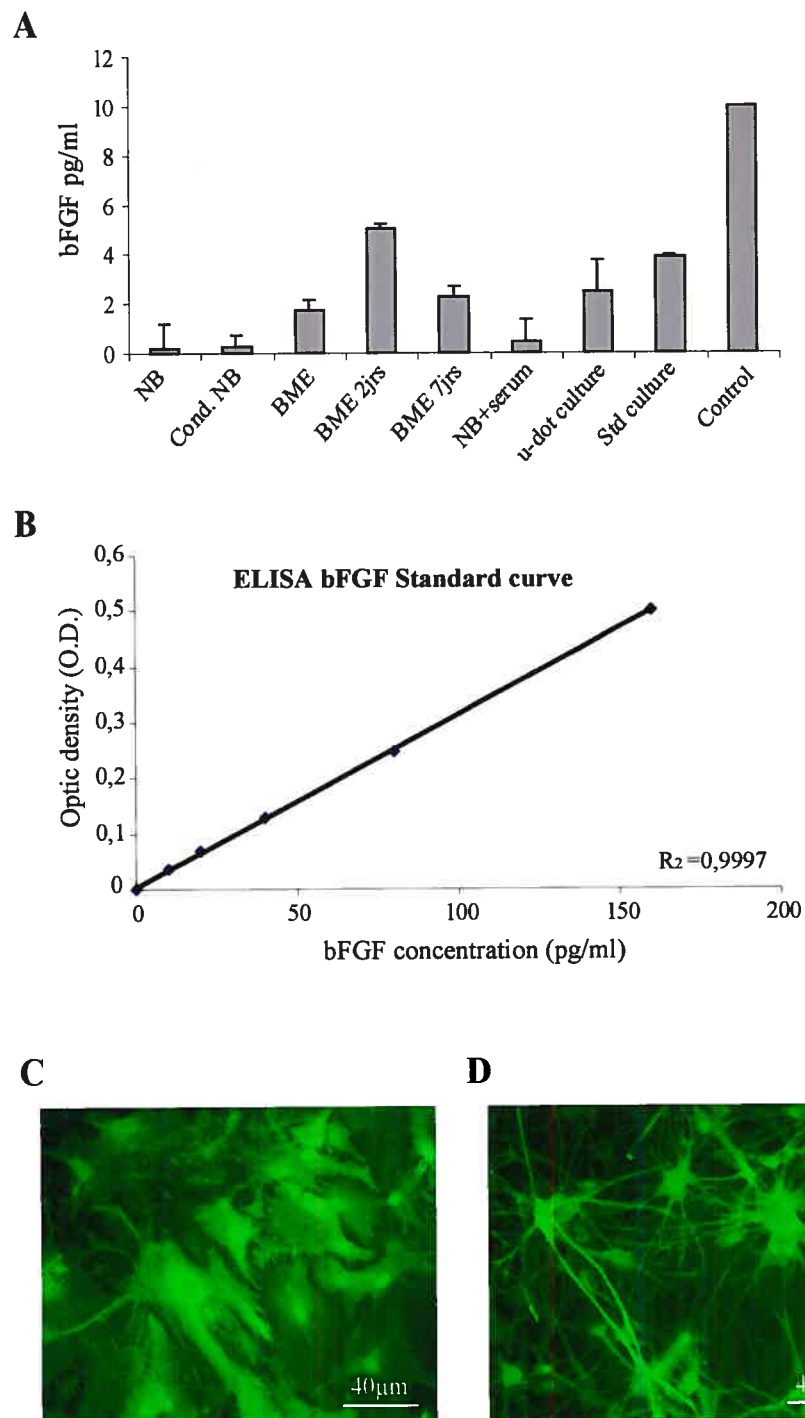 A
bFGF pg/ml
12
10
8
6
4
2
0
NB
Cond. NB
BME
BME 2jrs
BME 7jrs
NB+serum
u-dot culture
Std culture
Control
B
ELISA bFGF Standard curve
Optic density (O.D.)
0,6
0,5
0,4
0,3
0,2
0,1
0
0 50 100 150 200
R2 =0,9997
bFGF concentration (pg/ml)
C
D
40µm
4